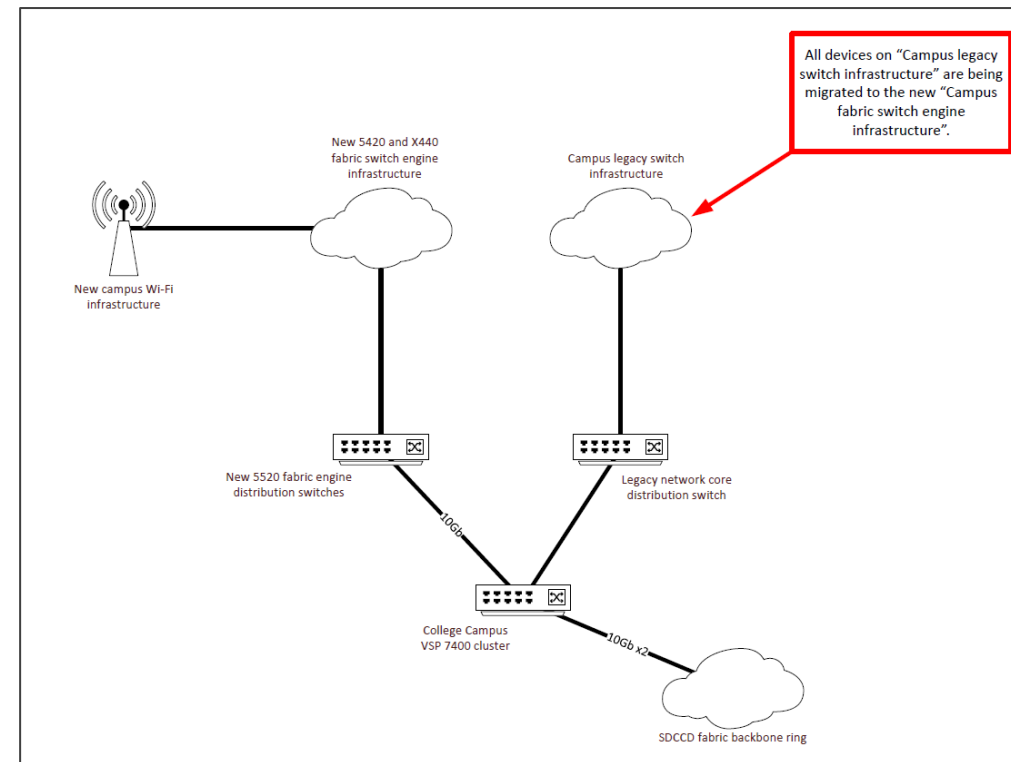 All devices on “Campus legacy
switch infrastructure” are being
migrated to the new “Campus
fabric switch engine
infrastructure”.
New 5420 and X440
fabric switch engine
infrastructure
Campus legacy switch
infrastructure
New campus Wi-Fi
infrastructure
New 5520 fabric engine
distribution switches
Legacy network core
distribution switch
10Gb
College Campus
VSP 7400 cluster
10Gb x2
SDCCD fabric backbone ring